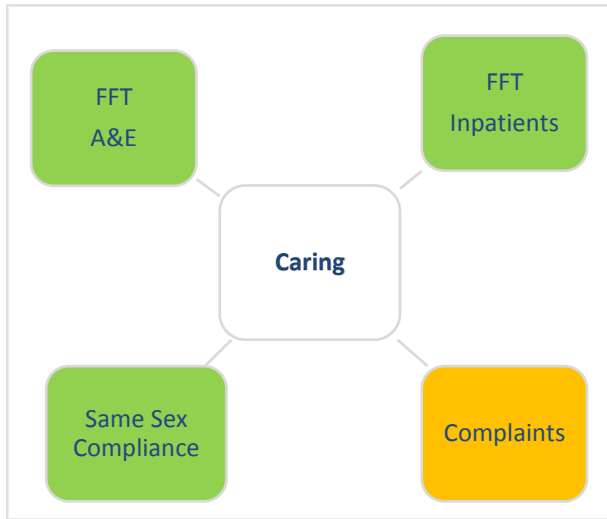 FFT
A&E
FFT
Inpatients
Caring
Same Sex
Compliance
Complaints